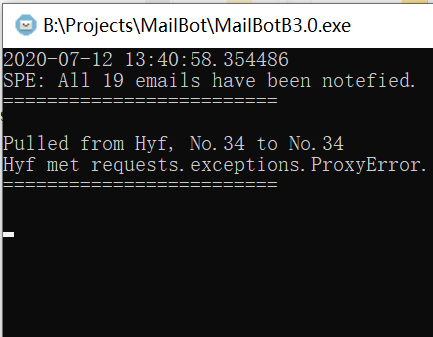 B:\Projects\MailBot\MailBotB3.0.exe
2020-07-12 13:40:58.354486
SPE: All 19 emails have been notefied.
==========================
Pulled from Hyf, No.34 to No.34
Hyf met requests.exceptions.ProxyError.
==========================